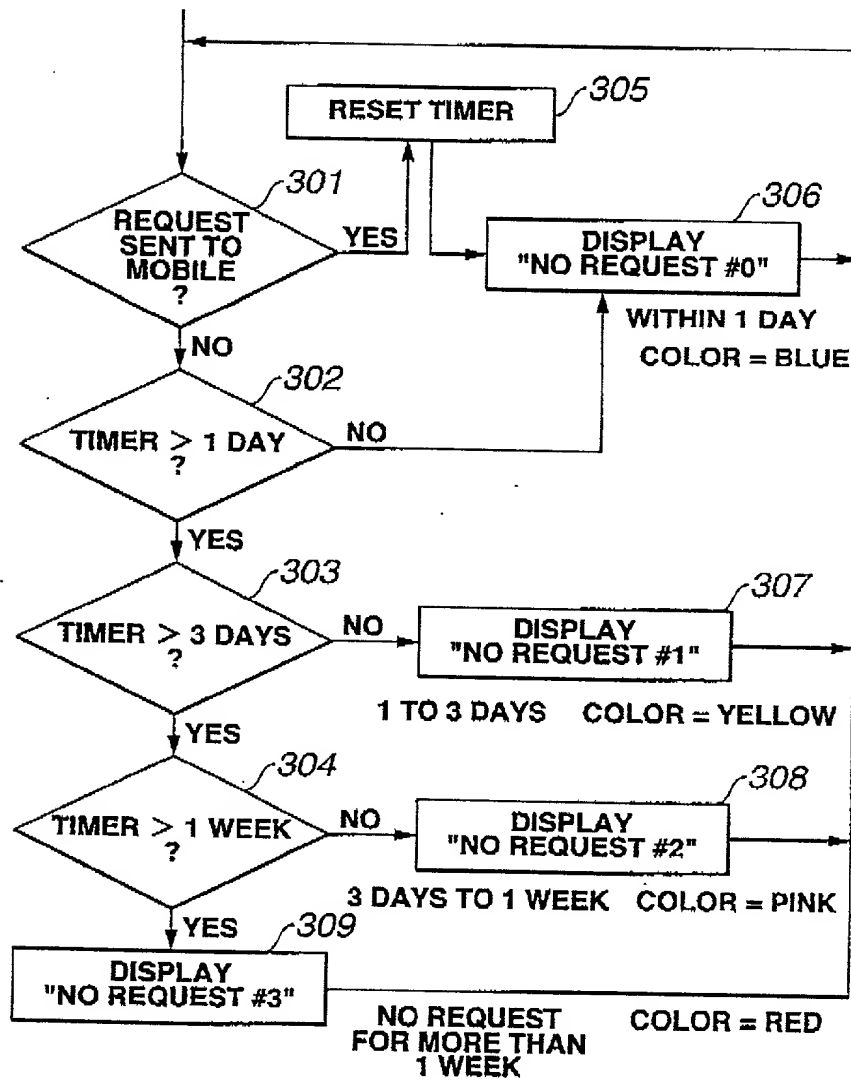 305
RESET TIMER
301
REQUEST
SENT TO
MOBILE
?
YES
306
DISPLAY
"NO REQUEST #0"
WITHIN 1 DAY
COLOR = BLUE
NO
302
TIMER > 1 DAY
?
NO
YES
303
TIMER > 3 DAYS
?
NO
307
DISPLAY
"NO REQUEST #1"
1 TO 3 DAYS COLOR = YELLOW
YES
304
TIMER > 1 WEEK
?
NO
308
DISPLAY
"NO REQUEST #2"
3 DAYS TO 1 WEEK COLOR = PINK
YES
309
DISPLAY
"NO REQUEST #3"
NO REQUEST
FOR MORE THAN
1 WEEK
COLOR = RED